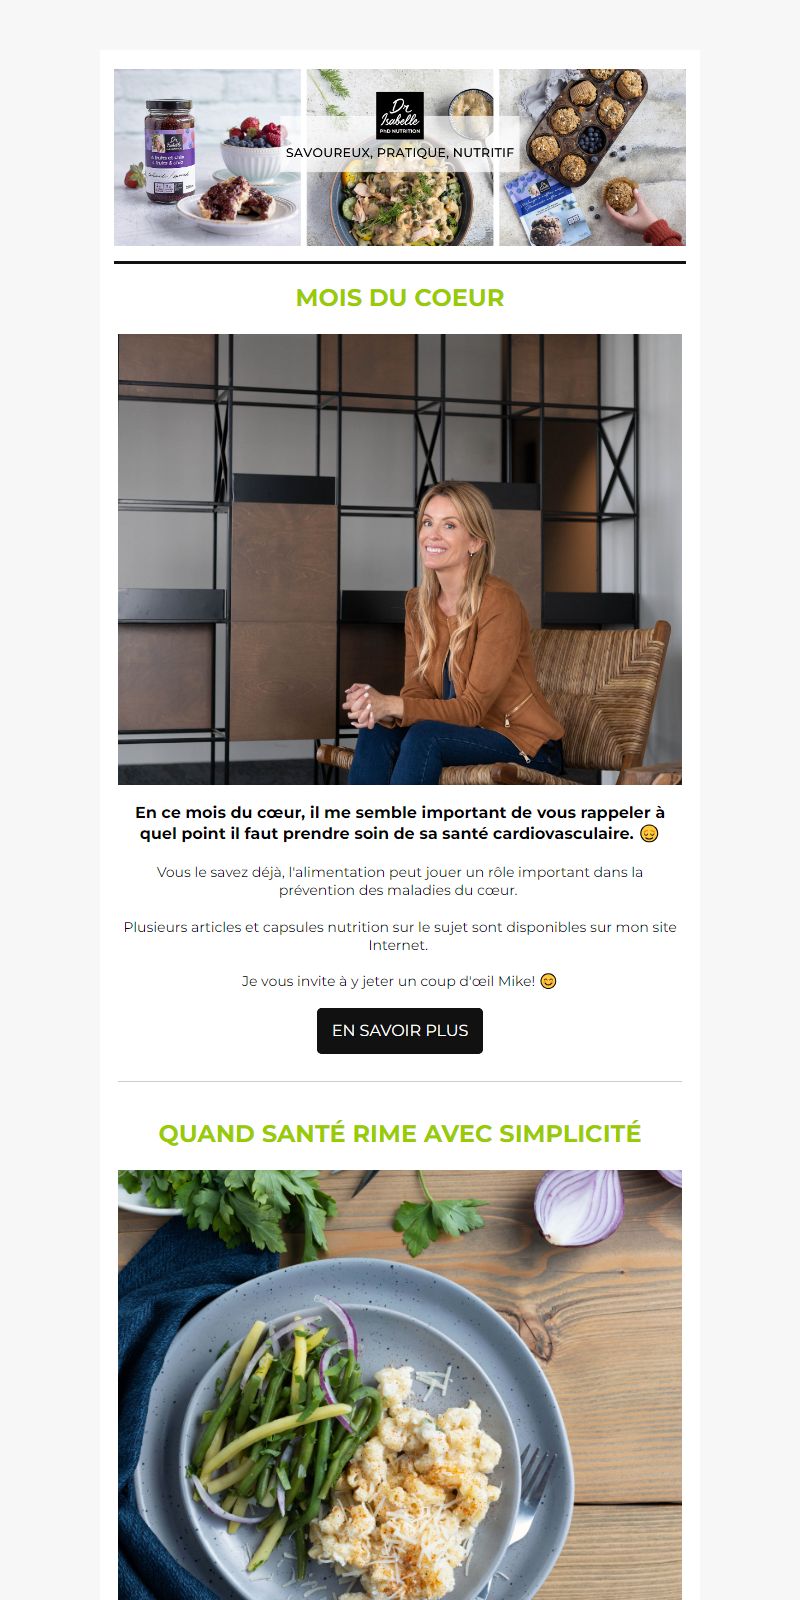 Dr
Isabelle
PhD NUTRITION
SAVOUREUX, PRATIQUE, NUTRITIF
Dr
Isabelle
MOIS DU COEUR
En ce mois du cœur, il me semble important de vous rappeler à
quel point il faut prendre soin de sa santé cardiovasculaire. 😌
Vous le savez déjà, l'alimentation peut jouer un rôle important dans la
prévention des maladies du cœur.
Plusieurs articles et capsules nutrition sur le sujet sont disponibles sur mon site
Internet.
Je vous invite à y jeter un coup d'œil Mike! 😊
EN SAVOIR PLUS
QUAND SANTÉ RIME AVEC SIMPLICITÉ